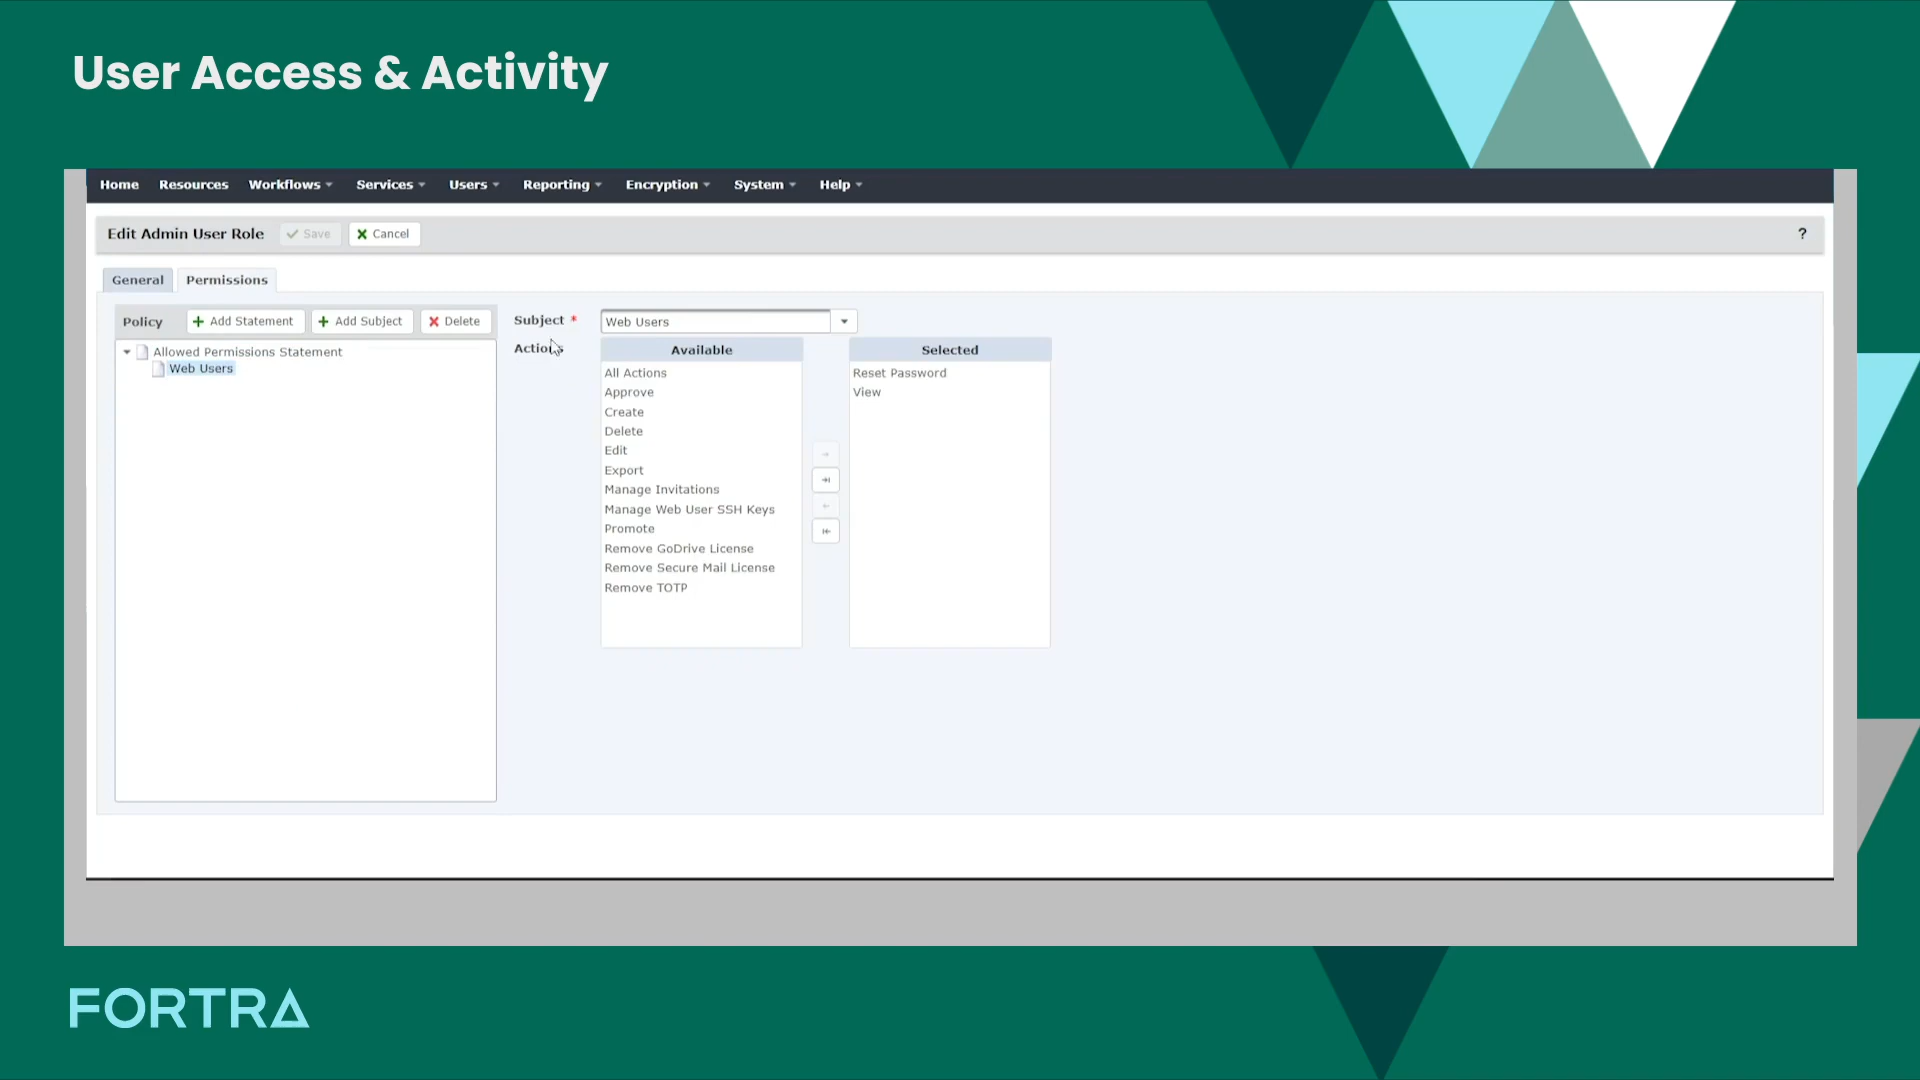 User Access & Activity
Home Resources Workflows Services Users Reporting Encryption System Help
Edit Admin User Role Save Cancel ?
General Permissions
Policy Add Statement Add Subject Delete
Allowed Permissions Statement
Web Users
Subject * Web Users
Actions
Available
All Actions
Approve
Create
Delete
Edit
Export
Manage Invitations
Manage Web User SSH Keys
Promote
Remove GoDrive License
Remove Secure Mail License
Remove TOTP
Selected
Reset Password
View
FORTRA